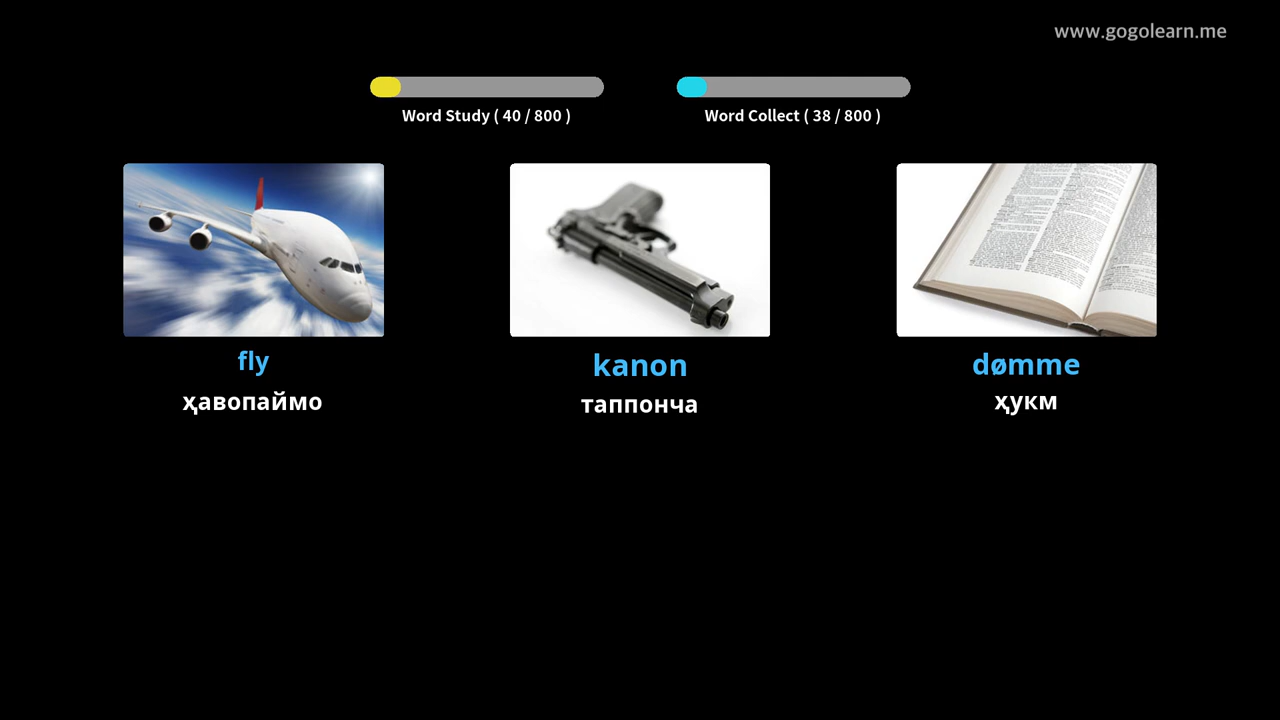 www.gogolearn.me
Word Study ( 40 / 800 )
Word Collect ( 38 / 800 )
fly
kanon
dømme
ҳавопаймо
таппонча
ҳукм